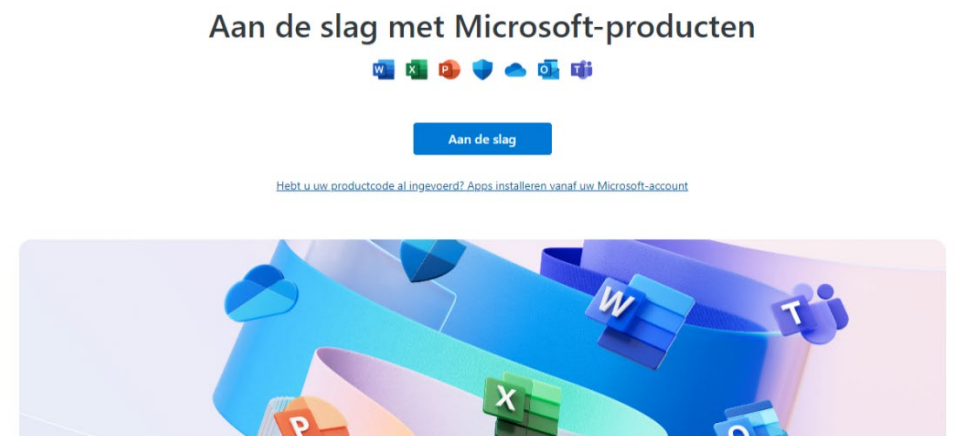 Aan de slag met Microsoft-producten
W X P O T
Aan de slag
Hebt u uw productcode al ingevoerd? Apps installeren vanaf uw Microsoft-account
W
T
X
P
O